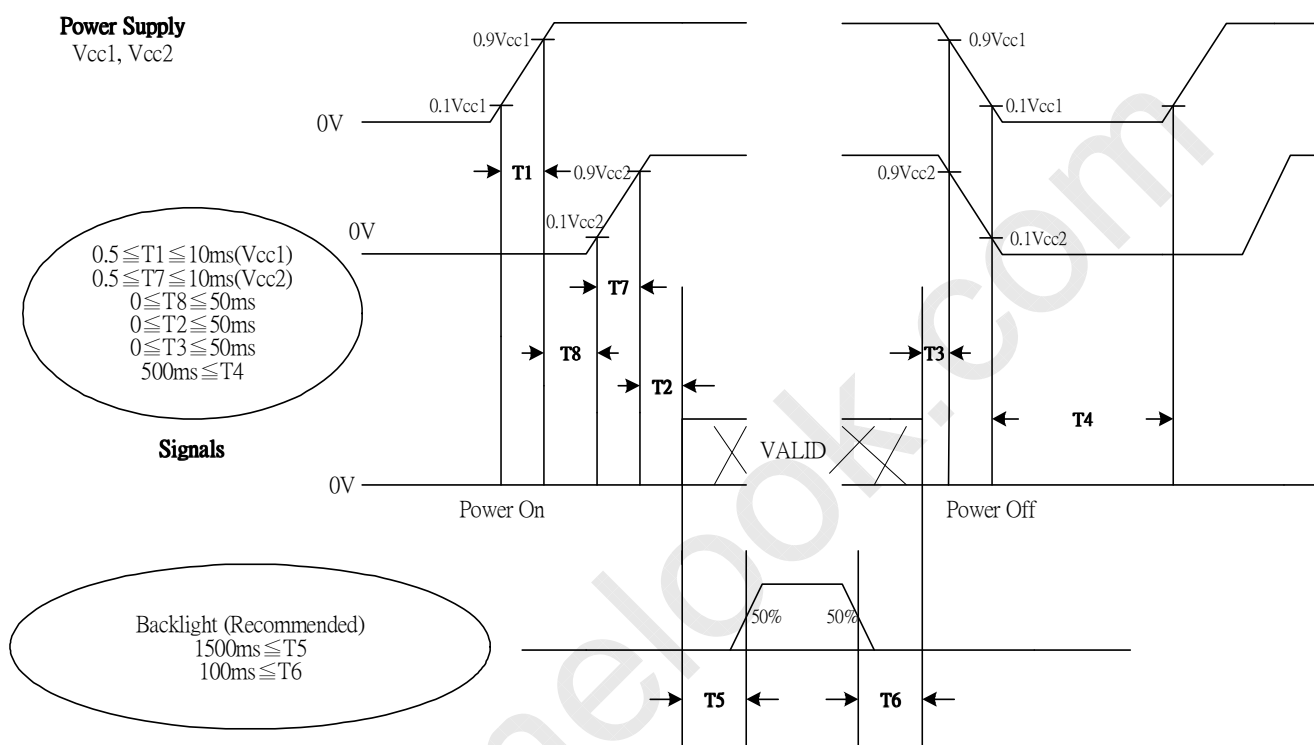 Power Supply
Vcc1, Vcc2
0.9Vcc1
0.9Vcc1
0.1Vcc1
0.1Vcc1
0V
T1
0.9Vcc2
0.9Vcc2
0.1Vcc2
0.1Vcc2
0V
0.5≦T1≦10ms(Vcc1)
0.5≦T7≦10ms(Vcc2)
0≦T8≦50ms
0≦T2≦50ms
0≦T3≦50ms
500ms≦T4
T7
T8
T3
T2
T4
Signals
VALID
0V
Power On
Power Off
Backlight (Recommended)
1500ms≦T5
100ms≦T6
50%
50%
T5
T6
nelook.com